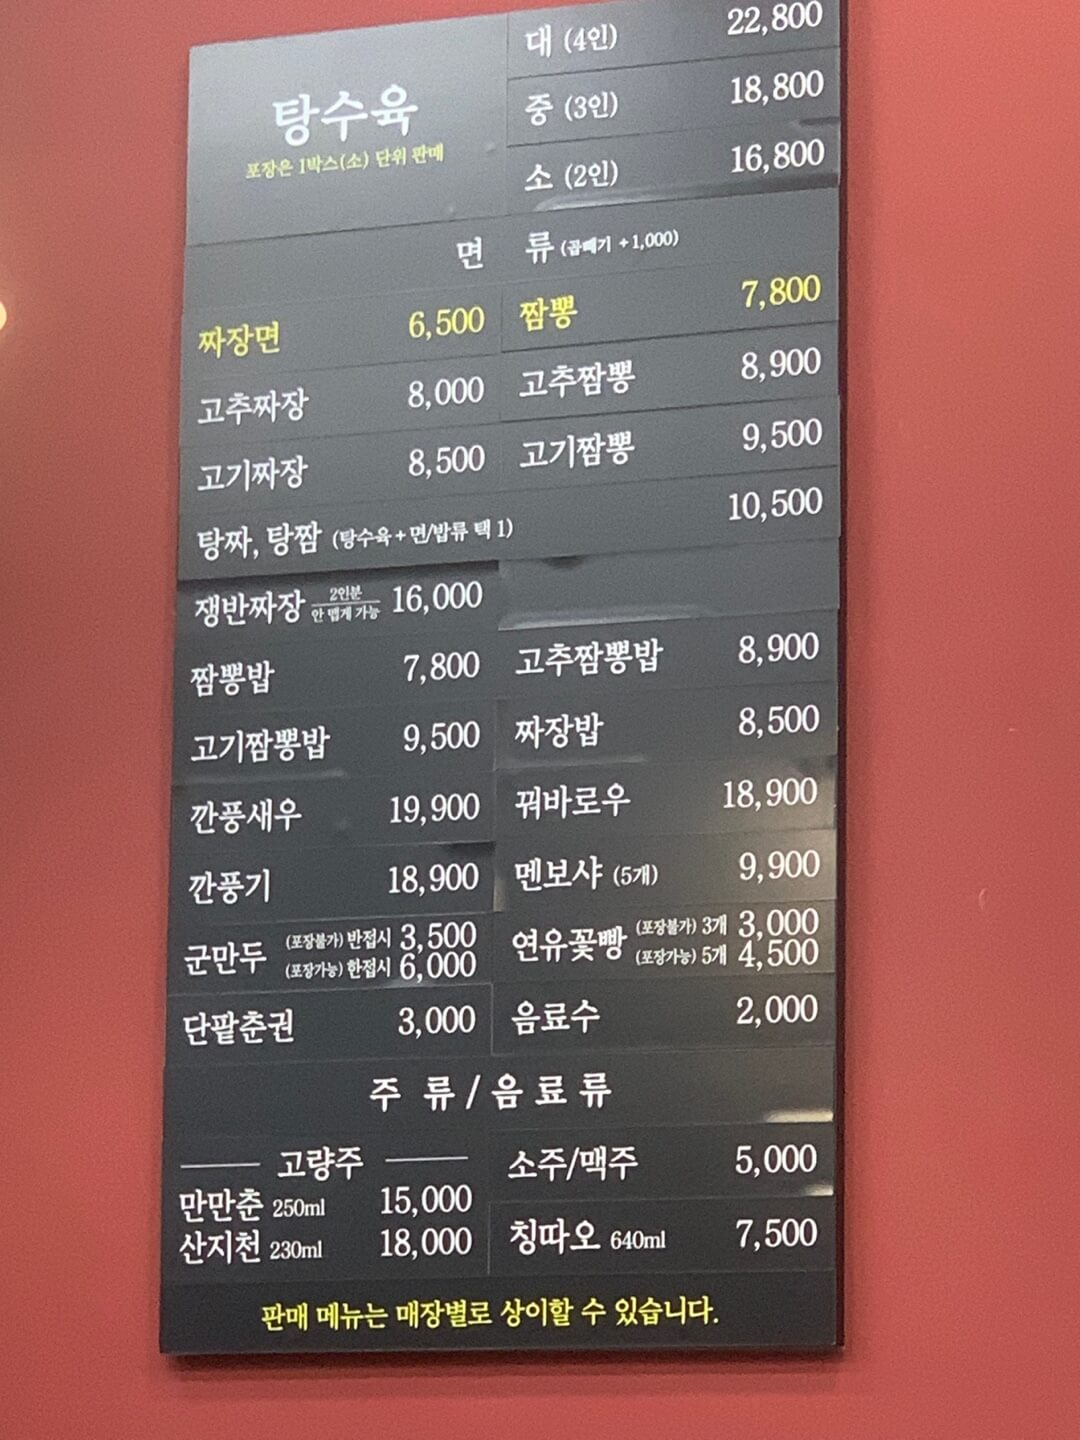 탕수육
포장은 1박스(소) 단위 판매
대 (4인) 22,800
중 (3인) 18,800
소 (2인) 16,800
면 류 (곱빼기 +1,000)
짜장면 6,500 짬뽕 7,800
고추짜장 8,000 고추짬뽕 8,900
고기짜장 8,500 고기짬뽕 9,500
탕짜, 탕짬 (탕수육+면/밥류 택 1) 10,500
쟁반짜장 2인분 안 맵게 가능 16,000
짬뽕밥 7,800 고추짬뽕밥 8,900
고기짬뽕밥 9,500 짜장밥 8,500
깐풍새우 19,900 꿔바로우 18,900
깐풍기 18,900 멘보샤 (5개) 9,900
군만두 (포장불가) 반접시 3,500
(포장가능) 한접시 6,000
연유꽃빵 (포장불가) 3개 3,000
(포장가능) 5개 4,500
단팥춘권 3,000 음료수 2,000
주 류 / 음 료 류
고량주
만만춘 250ml 15,000
산지천 230ml 18,000
소주/맥주 5,000
칭따오 640ml 7,500
판매 메뉴는 매장별로 상이할 수 있습니다.